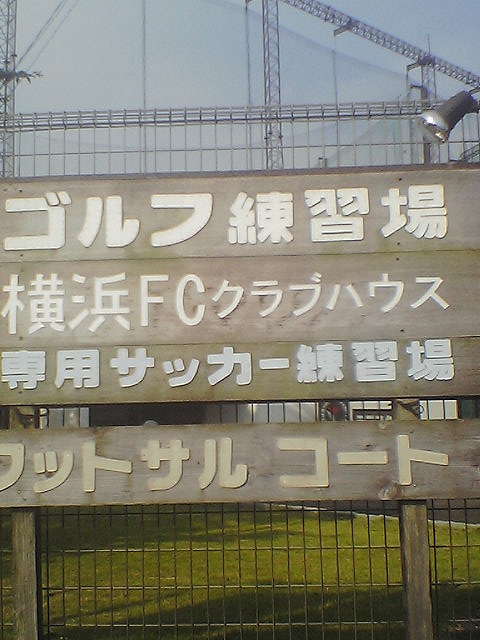 ゴルフ練習場
横浜FCクラブハウス
専用サッカー練習場
フットサル コート